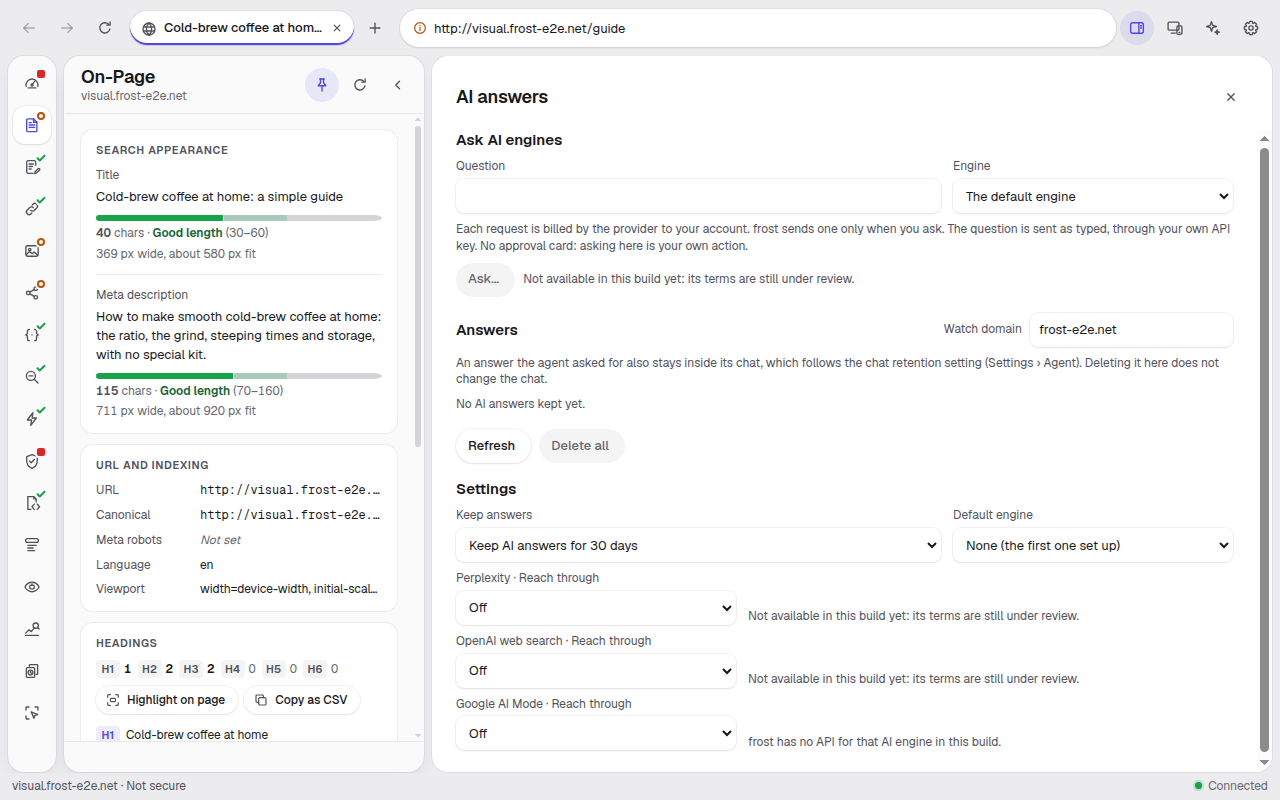 Cold-brew coffee at hom...
http://visual.frost-e2e.net/guide
On-Page
visual.frost-e2e.net
SEARCH APPEARANCE
Title
Cold-brew coffee at home: a simple guide
40 chars · Good length (30–60)
369 px wide, about 580 px fit
Meta description
How to make smooth cold-brew coffee at home:
the ratio, the grind, steeping times and storage,
with no special kit.
115 chars · Good length (70–160)
711 px wide, about 920 px fit
URL AND INDEXING
URL http://visual.frost-e2e.…
Canonical http://visual.frost-e2e.…
Meta robots Not set
Language en
Viewport width=device-width, initial-scal…
HEADINGS
H1 1 H2 2 H3 2 H4 0 H5 0 H6 0
Highlight on page Copy as CSV
H1 Cold-brew coffee at home
AI answers
Ask AI engines
Question Engine
The default engine
Each request is billed by the provider to your account. frost sends one only when you ask. The question is sent as typed, through your own API
key. No approval card: asking here is your own action.
Ask… Not available in this build yet: its terms are still under review.
Answers Watch domain frost-e2e.net
An answer the agent asked for also stays inside its chat, which follows the chat retention setting (Settings › Agent). Deleting it here does not
change the chat.
No AI answers kept yet.
Refresh Delete all
Settings
Keep answers Default engine
Keep AI answers for 30 days None (the first one set up)
Perplexity · Reach through
Off Not available in this build yet: its terms are still under review.
OpenAI web search · Reach through
Off Not available in this build yet: its terms are still under review.
Google AI Mode · Reach through
Off frost has no API for that AI engine in this build.
visual.frost-e2e.net · Not secure
Connected